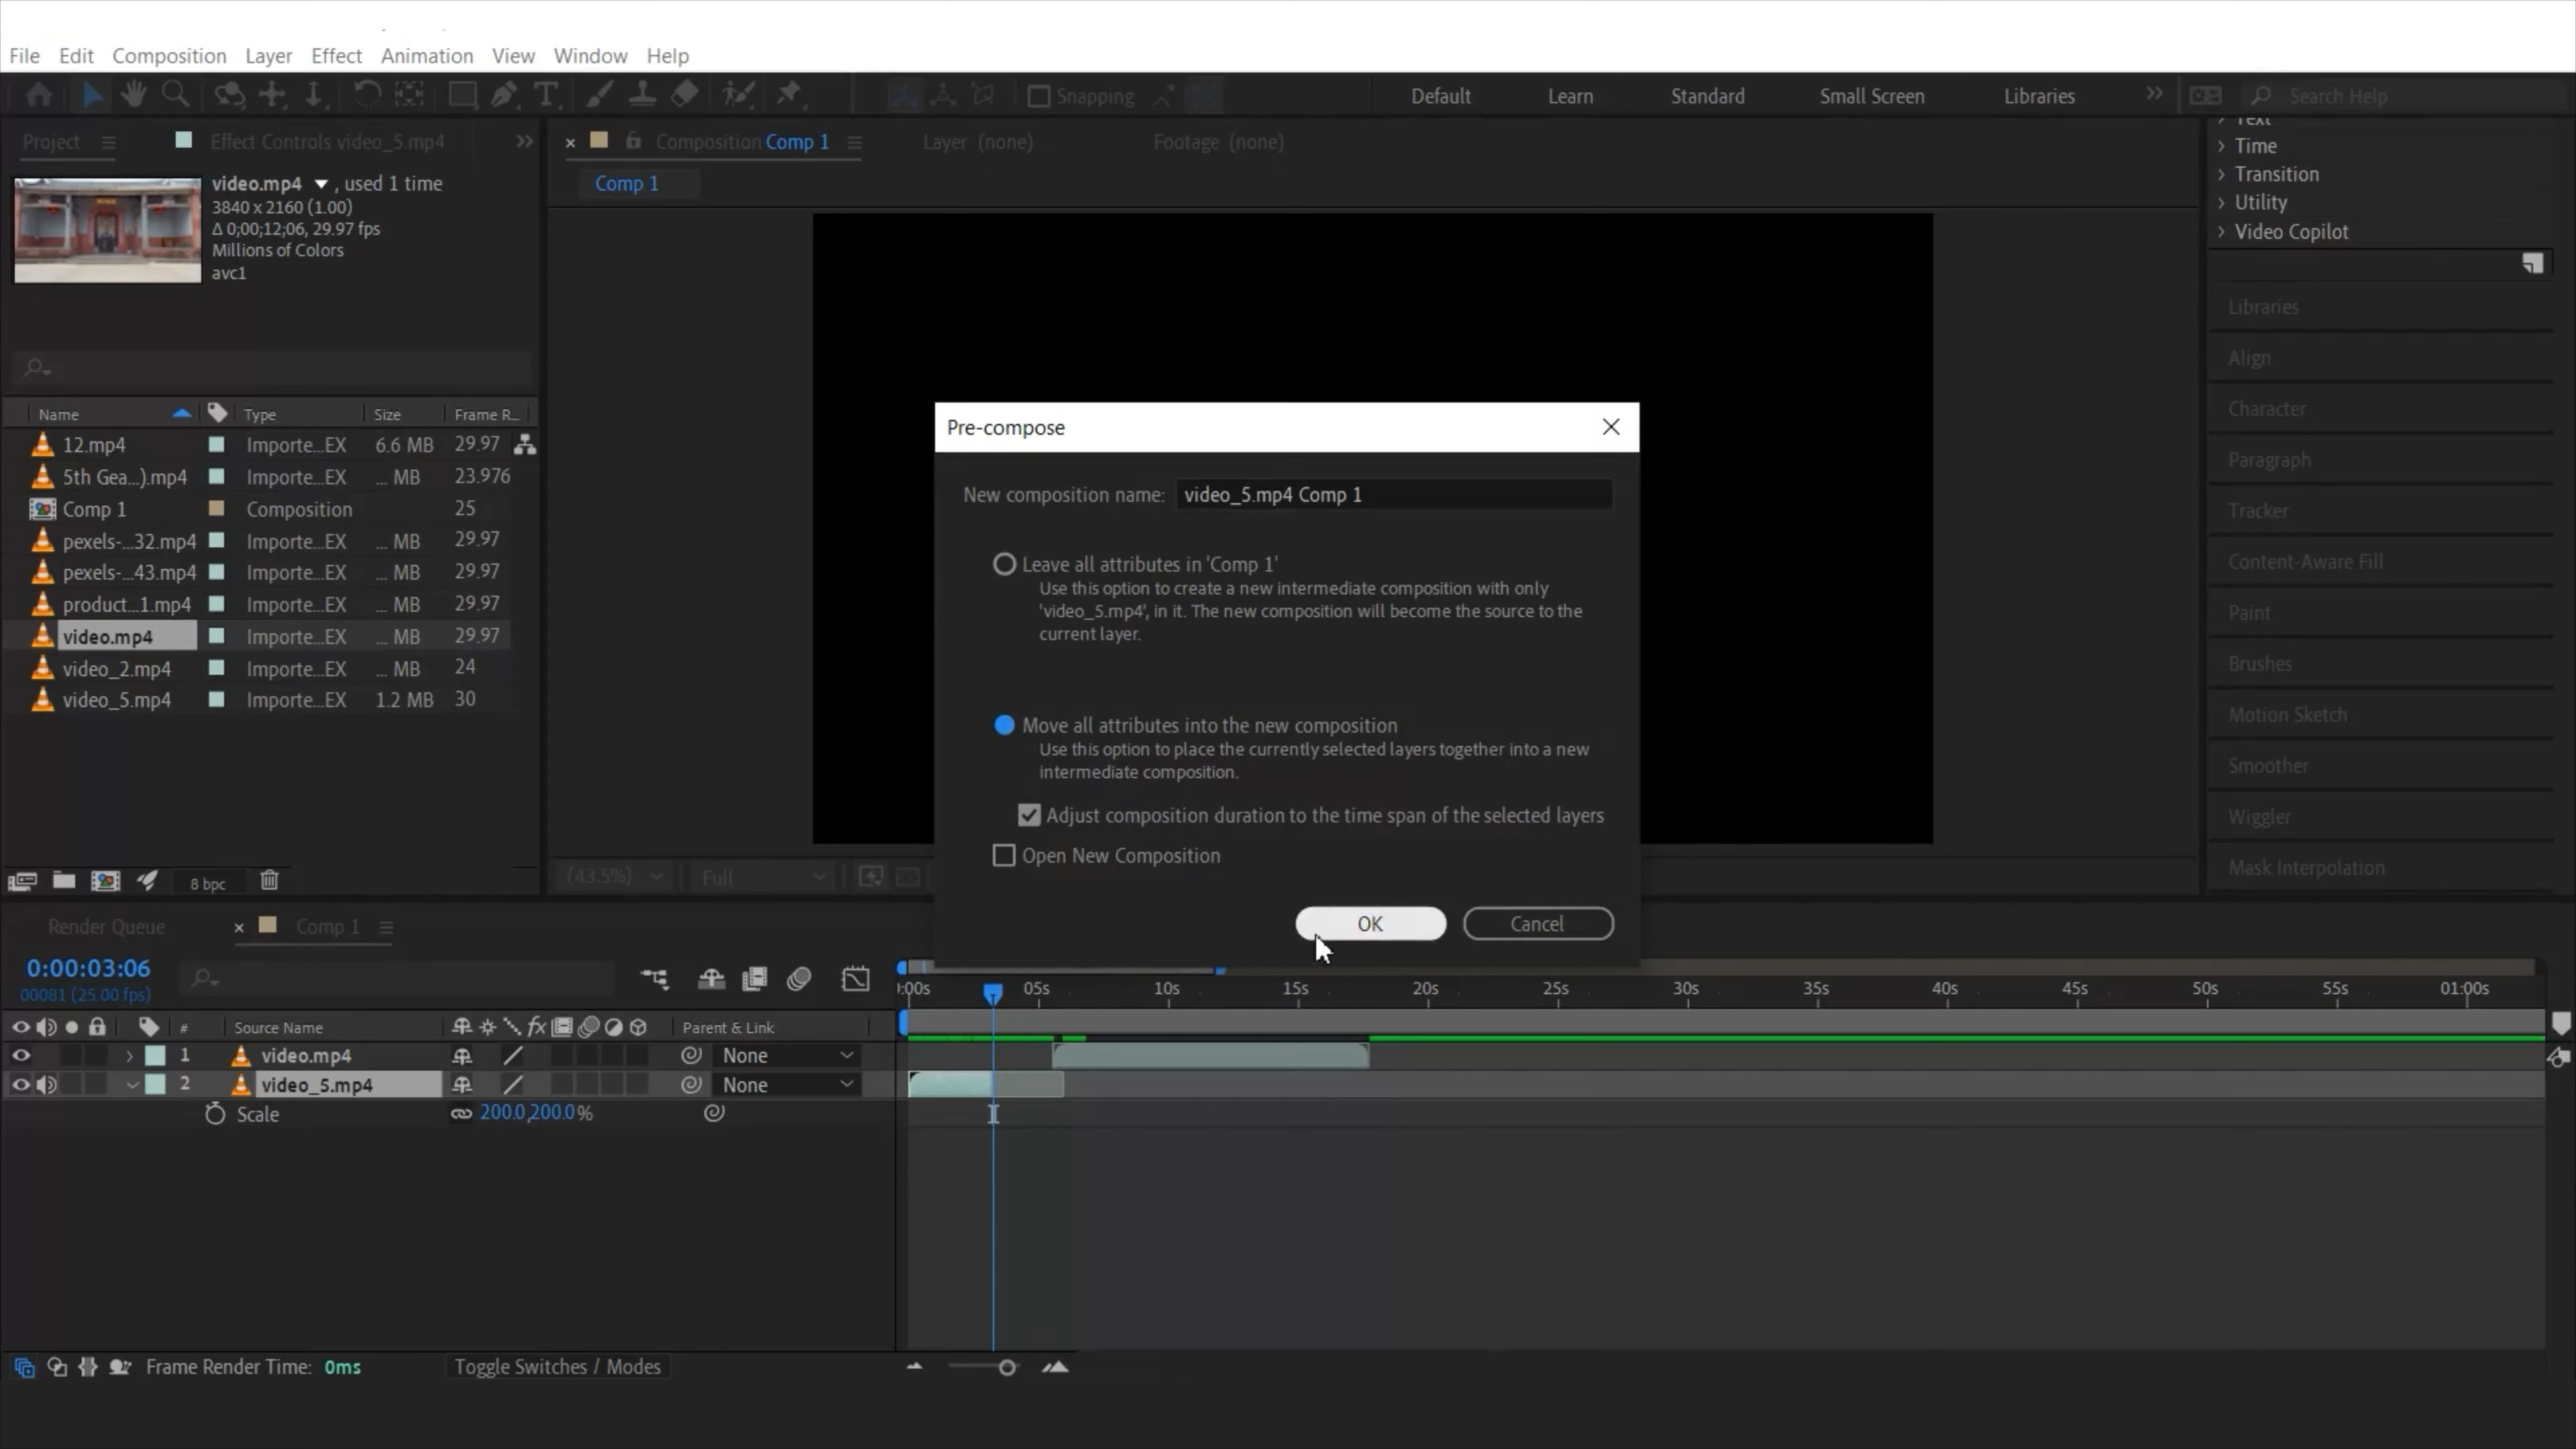 File Edit Composition Layer Effect Animation View Window Help
Snapping
Default Learn Standard Small Screen Libraries
Search Help
Project
Effect Controls video_5.mp4
Composition Comp 1
Layer (none)
Footage (none)
Comp 1
video.mp4 , used 1 time
3840 x 2160 (1.00)
Δ 0;00;12;06, 29.97 fps
Millions of Colors
avc1
Name Type Size Frame R...
12.mp4 Importe...EX 6.6 MB 29.97
5th Gea...).mp4 Importe...EX ... MB 23.976
Comp 1 Composition 25
pexels-...32.mp4 Importe...EX ... MB 29.97
pexels-...43.mp4 Importe...EX ... MB 29.97
product...1.mp4 Importe...EX ... MB 29.97
video.mp4 Importe...EX ... MB 29.97
video_2.mp4 Importe...EX ... MB 24
video_5.mp4 Importe...EX 1.2 MB 30
8 bpc
Pre-compose
New composition name: video_5.mp4 Comp 1
Leave all attributes in 'Comp 1'
Use this option to create a new intermediate composition with only
'video_5.mp4', in it. The new composition will become the source to the
current layer.
Move all attributes into the new composition
Use this option to place the currently selected layers together into a new
intermediate composition.
Adjust composition duration to the time span of the selected layers
Open New Composition
OK Cancel
(43.5%) Full
Text
Time
Transition
Utility
Video Copilot
Libraries
Align
Character
Paragraph
Tracker
Content-Aware Fill
Paint
Brushes
Motion Sketch
Smoother
Wiggler
Mask Interpolation
Render Queue Comp 1
0:00:03:06
00081 (25.00 fps)
:00s 05s 10s 15s 20s 25s 30s 35s 40s 45s 50s 55s 01:00s
# Source Name fx Parent & Link
1 video.mp4 None
2 video_5.mp4 None
Scale 200.0,200.0%
Frame Render Time: 0ms Toggle Switches / Modes